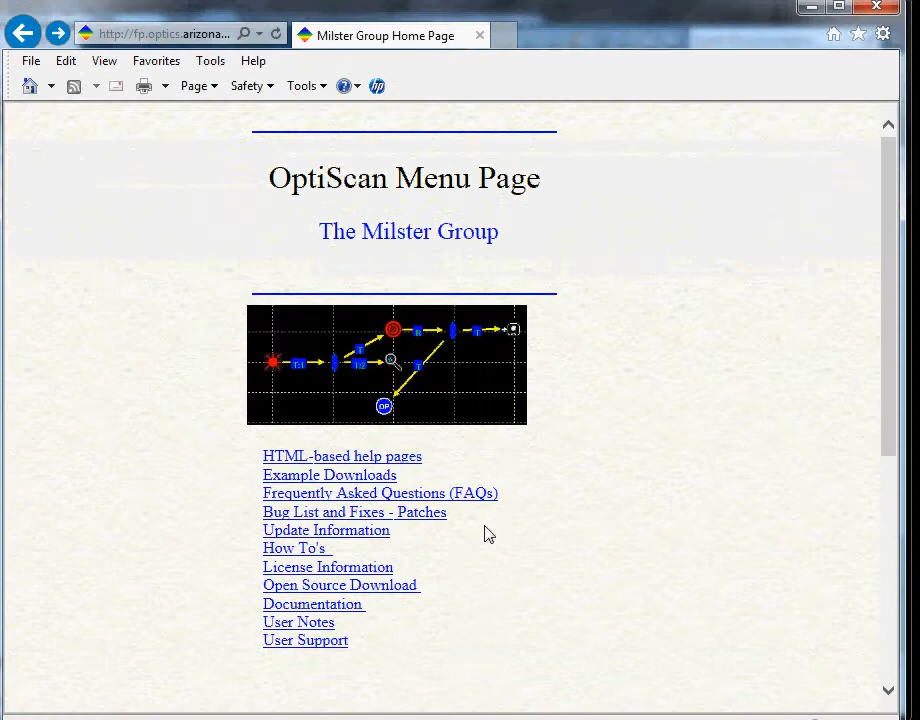 http://fp.optics.arizona...
Milster Group Home Page
File Edit View Favorites Tools Help
Page Safety Tools ? hp
OptiScan Menu Page
The Milster Group
T
T
OP
HTML-based help pages
Example Downloads
Frequently Asked Questions (FAQs)
Bug List and Fixes - Patches
Update Information
How To's
License Information
Open Source Download
Documentation
User Notes
User Support